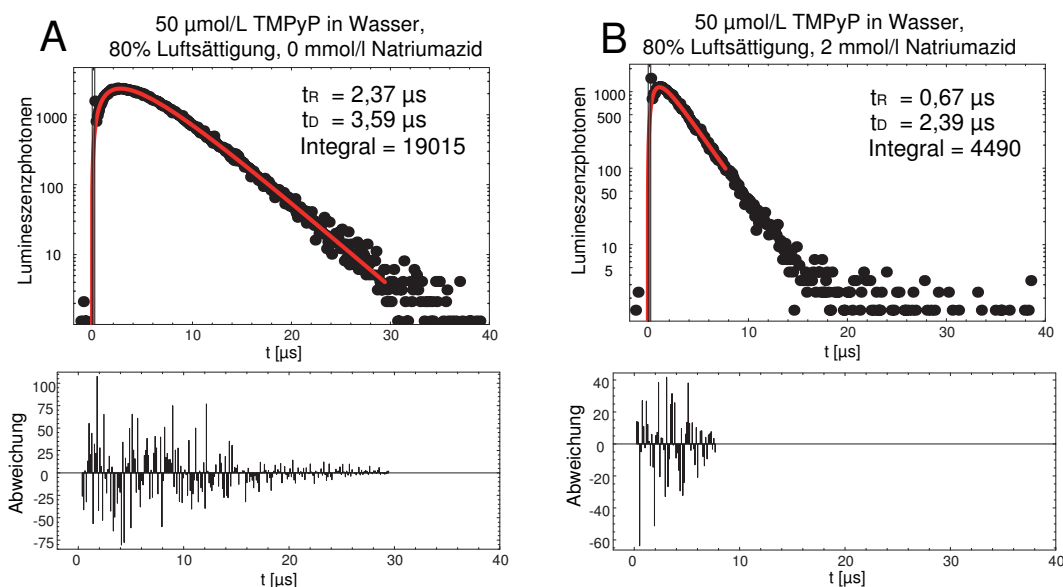 A
50 µmol/L TMPyP in Wasser,
80% Luftsättigung, 0 mmol/l Natriumazid
Lumineszenzphotonen
1000
100
10
tR = 2,37 µs
tD = 3,59 µs
Integral = 19015
0 10 20 30 40
t [µs]
Abweichung
100
75
50
25
0
-25
-50
-75
0 10 20 30 40
t [µs]
B
50 µmol/L TMPyP in Wasser,
80% Luftsättigung, 2 mmol/l Natriumazid
Lumineszenzphotonen
1000
500
100
50
10
5
tR = 0,67 µs
tD = 2,39 µs
Integral = 4490
0 10 20 30 40
t [µs]
Abweichung
40
20
0
-20
-40
-60
0 10 20 30 40
t [µs]